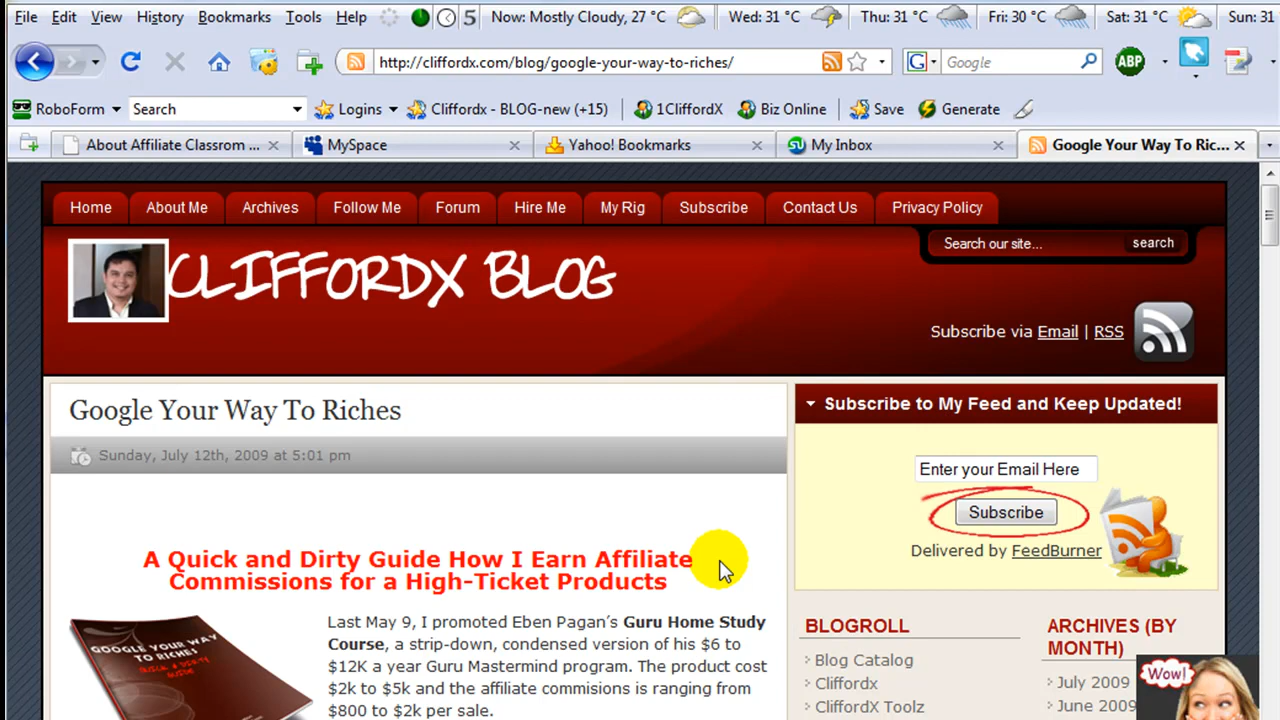 File Edit View History Bookmarks Tools Help 5 Now: Mostly Cloudy, 27 °C Wed: 31 °C Thu: 31 °C Fri: 30 °C Sat: 31 °C Sun: 31
http://cliffordx.com/blog/google-your-way-to-riches/ G Google ABP
RoboForm Search Logins Cliffordx - BLOG-new (+15) 1CliffordX Biz Online Save Generate
About Affiliate Classrom ... MySpace Yahoo! Bookmarks My Inbox Google Your Way To Ric...
Home About Me Archives Follow Me Forum Hire Me My Rig Subscribe Contact Us Privacy Policy
Search our site... search
CLIFFORDX BLOG
Subscribe via Email | RSS
Google Your Way To Riches
Sunday, July 12th, 2009 at 5:01 pm
A Quick and Dirty Guide How I Earn Affiliate
Commissions for a High-Ticket Products
GOOGLE YOUR WAY
TO RICHES
QUICK & DIRTY
GUIDE
Last May 9, I promoted Eben Pagan's Guru Home Study
Course, a strip-down, condensed version of his $6 to
$12K a year Guru Mastermind program. The product cost
$2k to $5k and the affiliate commisions is ranging from
$800 to $2k per sale.
Subscribe to My Feed and Keep Updated!
Enter your Email Here
Subscribe
Delivered by FeedBurner
BLOGROLL
Blog Catalog
Cliffordx
CliffordX Toolz
ARCHIVES (BY
MONTH)
July 2009
June 2009
Wow!